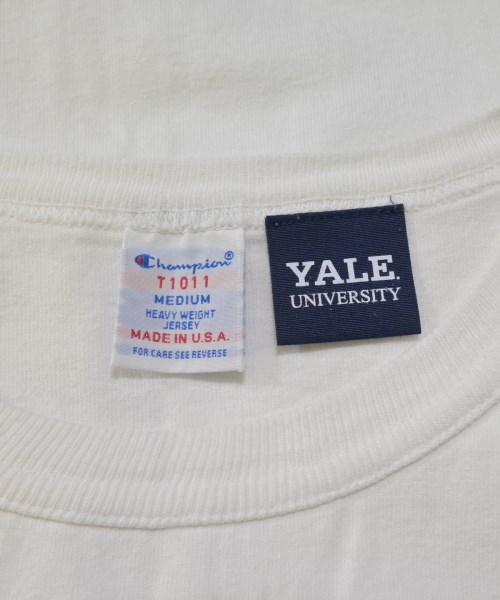 Champion®
T1011
MEDIUM
HEAVY WEIGHT
JERSEY
MADE IN U.S.A.
FOR CARE SEE REVERSE
YALE.
UNIVERSITY